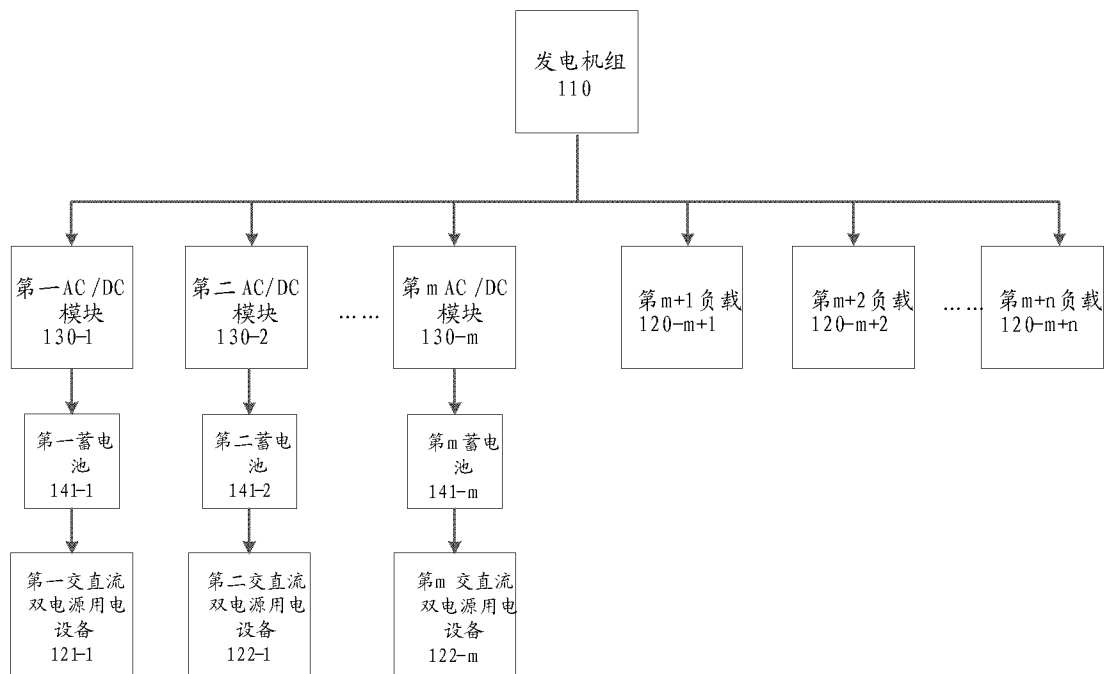 发电机组
110
第一AC/DC
模块
130-1
第二AC/DC
模块
130-2
……
第m AC/DC
模块
130-m
第m+1负载
120-m+1
第m+2负载
120-m+2
……
第m+n负载
120-m+n
第一蓄电
池
141-1
第二蓄电
池
141-2
第m蓄电
池
141-m
第一交直流
双电源用电
设备
121-1
第二交直流
双电源用电
设备
122-1
第m 交直流
双电源用电
设备
122-m